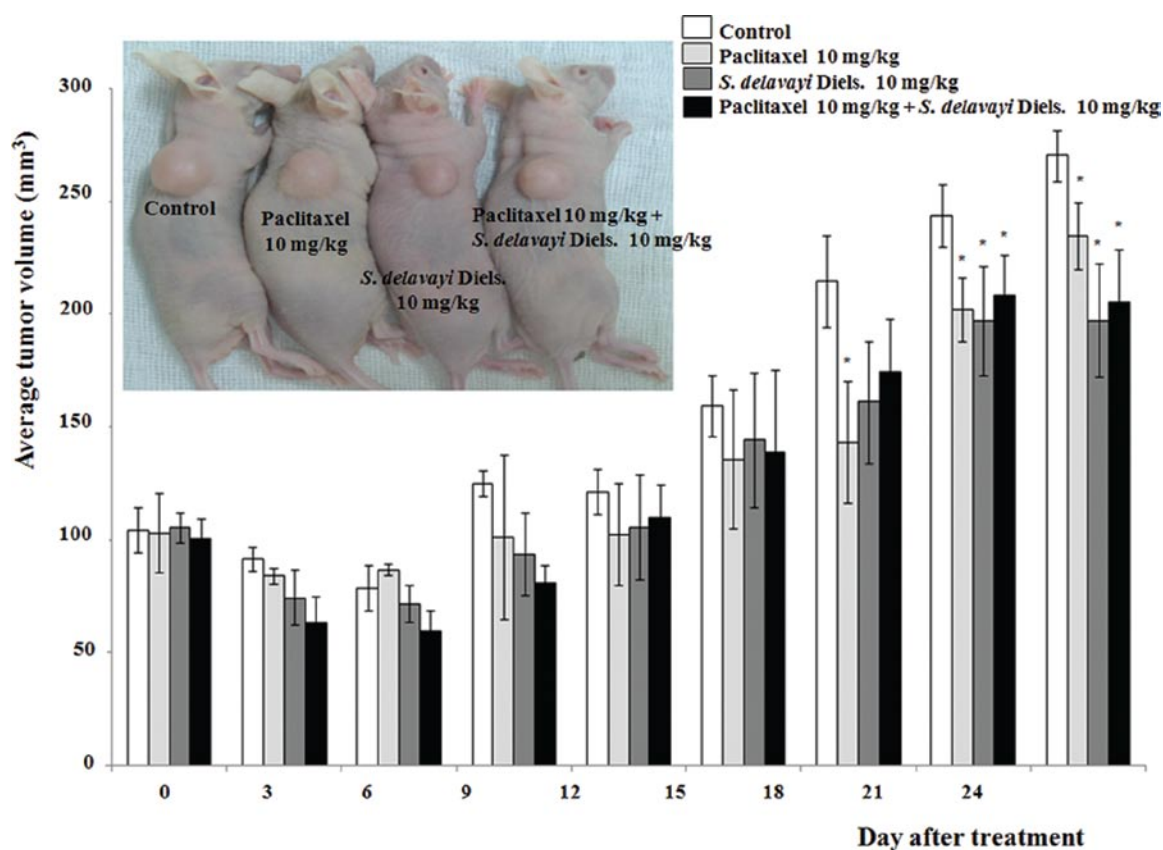 Control
Paclitaxel 10 mg/kg
S. delavayi Diels. 10 mg/kg
Paclitaxel 10 mg/kg + S. delavayi Diels. 10 mg/kg
Control
Paclitaxel
10 mg/kg
S. delavayi Diels.
10 mg/kg
Paclitaxel 10 mg/kg +
S. delavayi Diels. 10 mg/kg
Average tumor volume (mm³)
300
250
200
150
100
50
0
*
* * *
* * *
0 3 6 9 12 15 18 21 24
Day after treatment